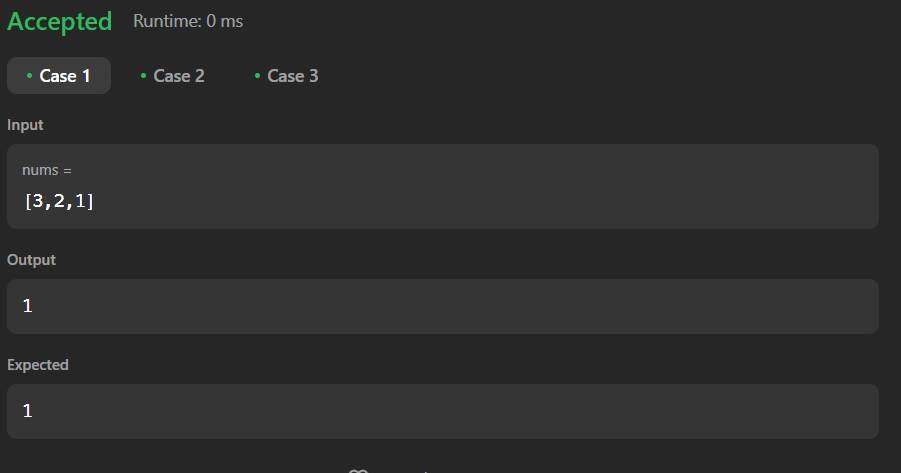 Accepted Runtime: 0 ms
Case 1 Case 2 Case 3
Input
nums =
[3,2,1]
Output
1
Expected
1